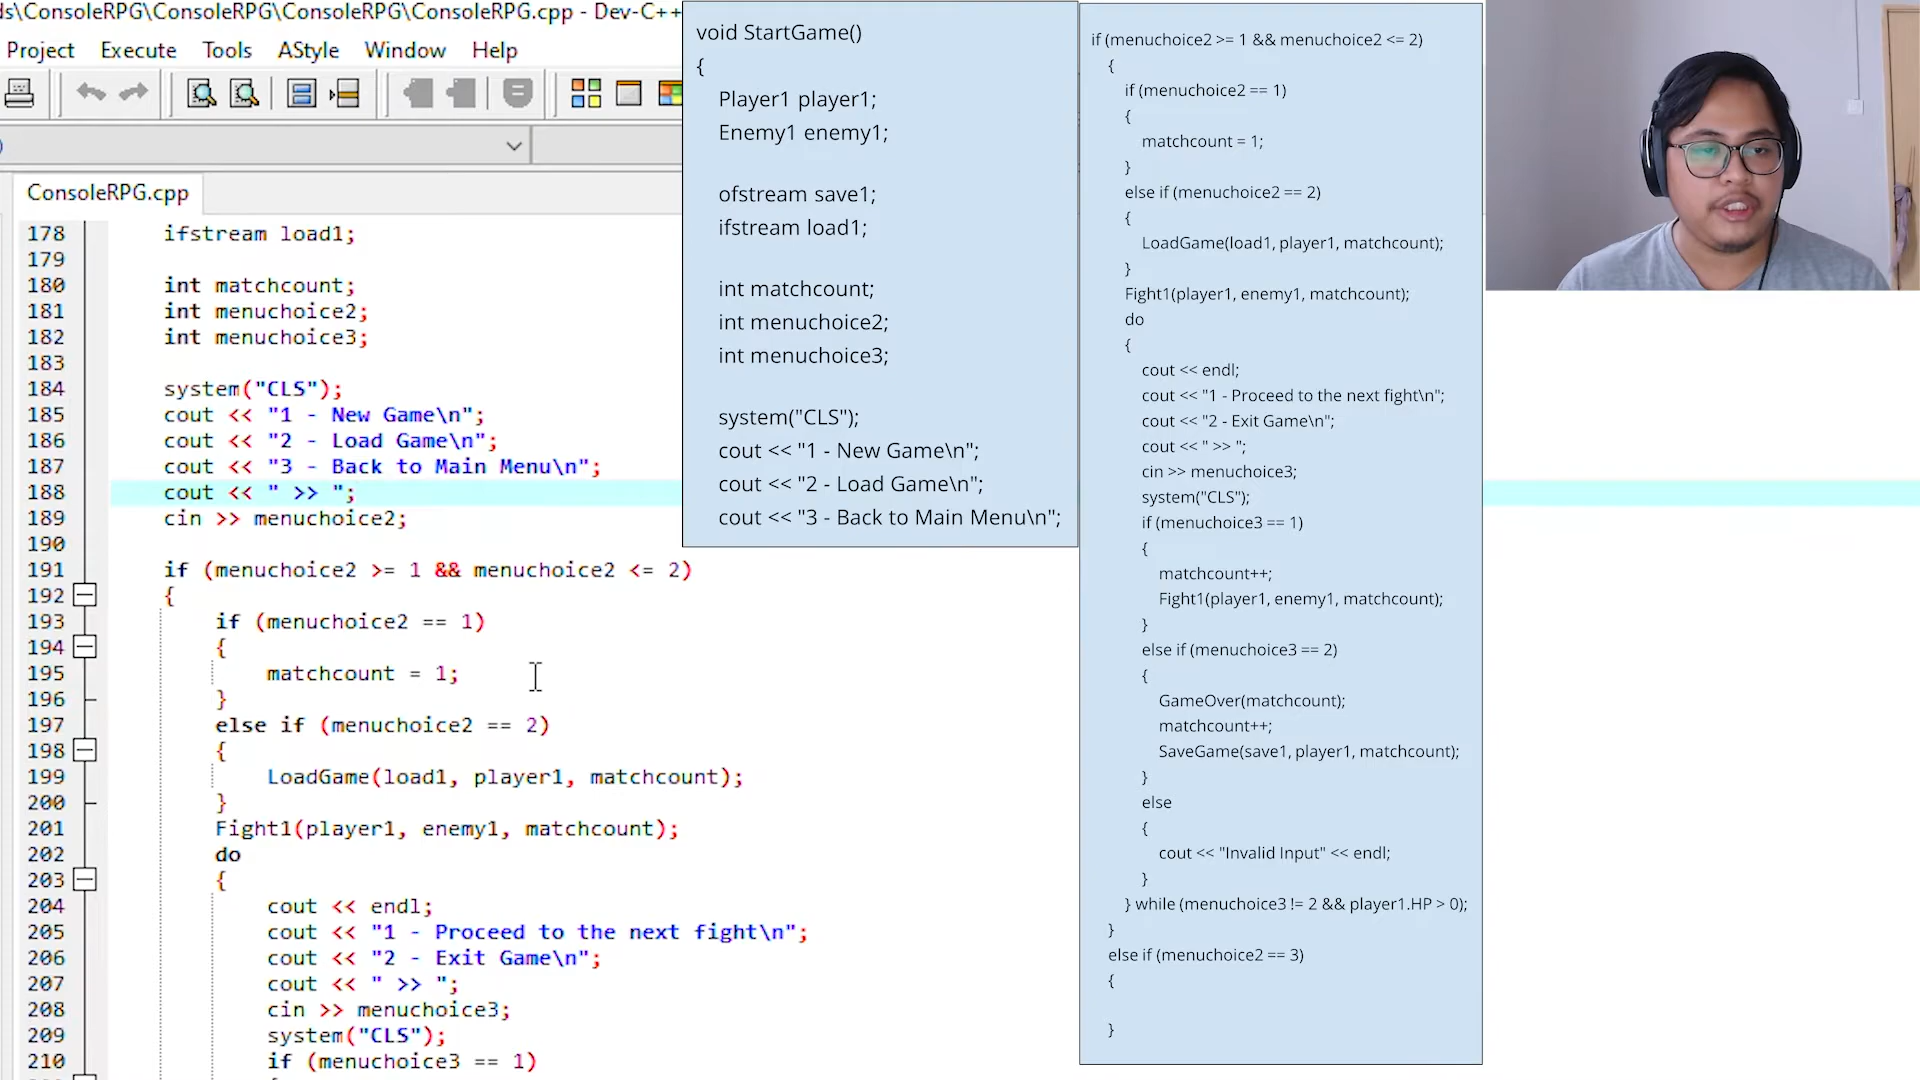 ds\ConsoleRPG\ConsoleRPG\ConsoleRPG\ConsoleRPG.cpp - Dev-C++
Project Execute Tools AStyle Window Help
ConsoleRPG.cpp
178 ifstream load1;
179
180 int matchcount;
181 int menuchoice2;
182 int menuchoice3;
183
184 system("CLS");
185 cout << "1 - New Game\n";
186 cout << "2 - Load Game\n";
187 cout << "3 - Back to Main Menu\n";
188 cout << " >> ";
189 cin >> menuchoice2;
190
191 if (menuchoice2 >= 1 && menuchoice2 <= 2)
192 {
193 if (menuchoice2 == 1)
194 {
195 matchcount = 1;
196 }
197 else if (menuchoice2 == 2)
198 {
199 LoadGame(load1, player1, matchcount);
200 }
201 Fight1(player1, enemy1, matchcount);
202 do
203 {
204 cout << endl;
205 cout << "1 - Proceed to the next fight\n";
206 cout << "2 - Exit Game\n";
207 cout << " >> ";
208 cin >> menuchoice3;
209 system("CLS");
210 if (menuchoice3 == 1)
void StartGame()
{
Player1 player1;
Enemy1 enemy1;
ofstream save1;
ifstream load1;
int matchcount;
int menuchoice2;
int menuchoice3;
system("CLS");
cout << "1 - New Game\n";
cout << "2 - Load Game\n";
cout << "3 - Back to Main Menu\n";
if (menuchoice2 >= 1 && menuchoice2 <= 2)
{
if (menuchoice2 == 1)
{
matchcount = 1;
}
else if (menuchoice2 == 2)
{
LoadGame(load1, player1, matchcount);
}
Fight1(player1, enemy1, matchcount);
do
{
cout << endl;
cout << "1 - Proceed to the next fight\n";
cout << "2 - Exit Game\n";
cout << " >> ";
cin >> menuchoice3;
system("CLS");
if (menuchoice3 == 1)
{
matchcount++;
Fight1(player1, enemy1, matchcount);
}
else if (menuchoice3 == 2)
{
GameOver(matchcount);
matchcount++;
SaveGame(save1, player1, matchcount);
}
else
{
cout << "Invalid Input" << endl;
}
} while (menuchoice3 != 2 && player1.HP > 0);
}
else if (menuchoice2 == 3)
{
}